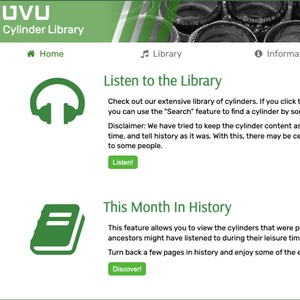 UVU
Cylinder Library
Home Library Informa
Listen to the Library
Check out our extensive library of cylinders. If you click t
you can use the "Search" feature to find a cylinder by so
Disclaimer: We have tried to keep the cylinder content as
time, and tell history as it was. With this, there may be ce
to some people.
Listen!
This Month In History
This feature allows you to view the cylinders that were p
ancestors might have listened to during their leisure tim
Turn back a few pages in history and enjoy some of the e
Discover!